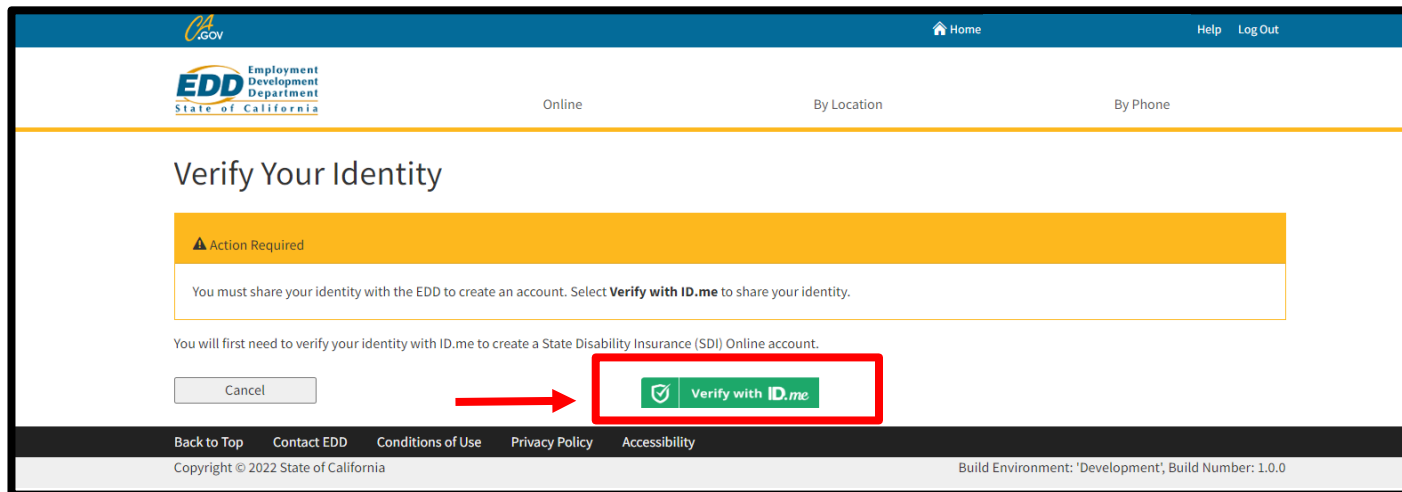 CA.GOV
Home
Help Log Out
EDD Employment
Development
Department
State of California
Online By Location By Phone
Verify Your Identity
Action Required
You must share your identity with the EDD to create an account. Select Verify with ID.me to share your identity.
You will first need to verify your identity with ID.me to create a State Disability Insurance (SDI) Online account.
Cancel
Verify with ID.me
Back to Top Contact EDD Conditions of Use Privacy Policy Accessibility
Copyright © 2022 State of California Build Environment: 'Development', Build Number: 1.0.0